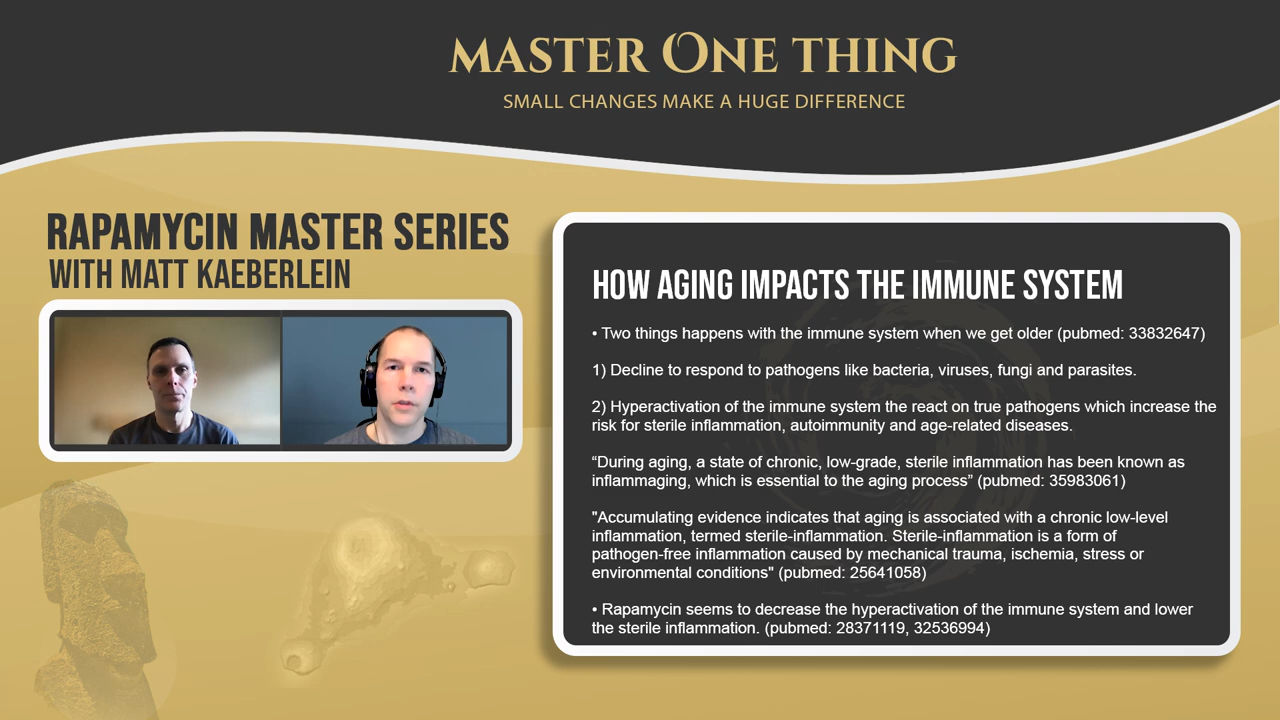 MASTER ONE THING
SMALL CHANGES MAKE A HUGE DIFFERENCE
RAPAMYCIN MASTER SERIES
WITH MATT KAEBERLEIN
HOW AGING IMPACTS THE IMMUNE SYSTEM
• Two things happens with the immune system when we get older (pubmed: 33832647)
1) Decline to respond to pathogens like bacteria, viruses, fungi and parasites.
2) Hyperactivation of the immune system the react on true pathogens which increase the
risk for sterile inflammation, autoimmunity and age-related diseases.
“During aging, a state of chronic, low-grade, sterile inflammation has been known as
inflammaging, which is essential to the aging process” (pubmed: 35983061)
"Accumulating evidence indicates that aging is associated with a chronic low-level
inflammation, termed sterile-inflammation. Sterile-inflammation is a form of
pathogen-free inflammation caused by mechanical trauma, ischemia, stress or
environmental conditions" (pubmed: 25641058)
• Rapamycin seems to decrease the hyperactivation of the immune system and lower
the sterile inflammation. (pubmed: 28371119, 32536994)